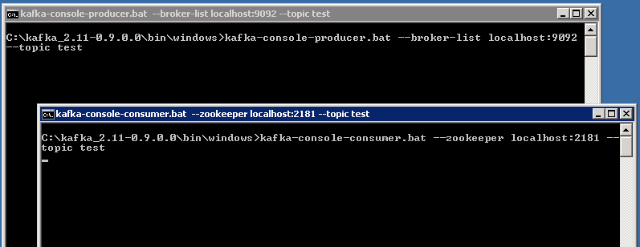 kafka-console-producer.bat --broker-list localhost:9092 --topic test
C:\kafka_2.11-0.9.0.0\bin\windows>kafka-console-producer.bat --broker-list localhost:9092
--topic test
kafka-console-consumer.bat --zookeeper localhost:2181 --topic test
C:\kafka_2.11-0.9.0.0\bin\windows>kafka-console-consumer.bat --zookeeper localhost:2181 --
topic test